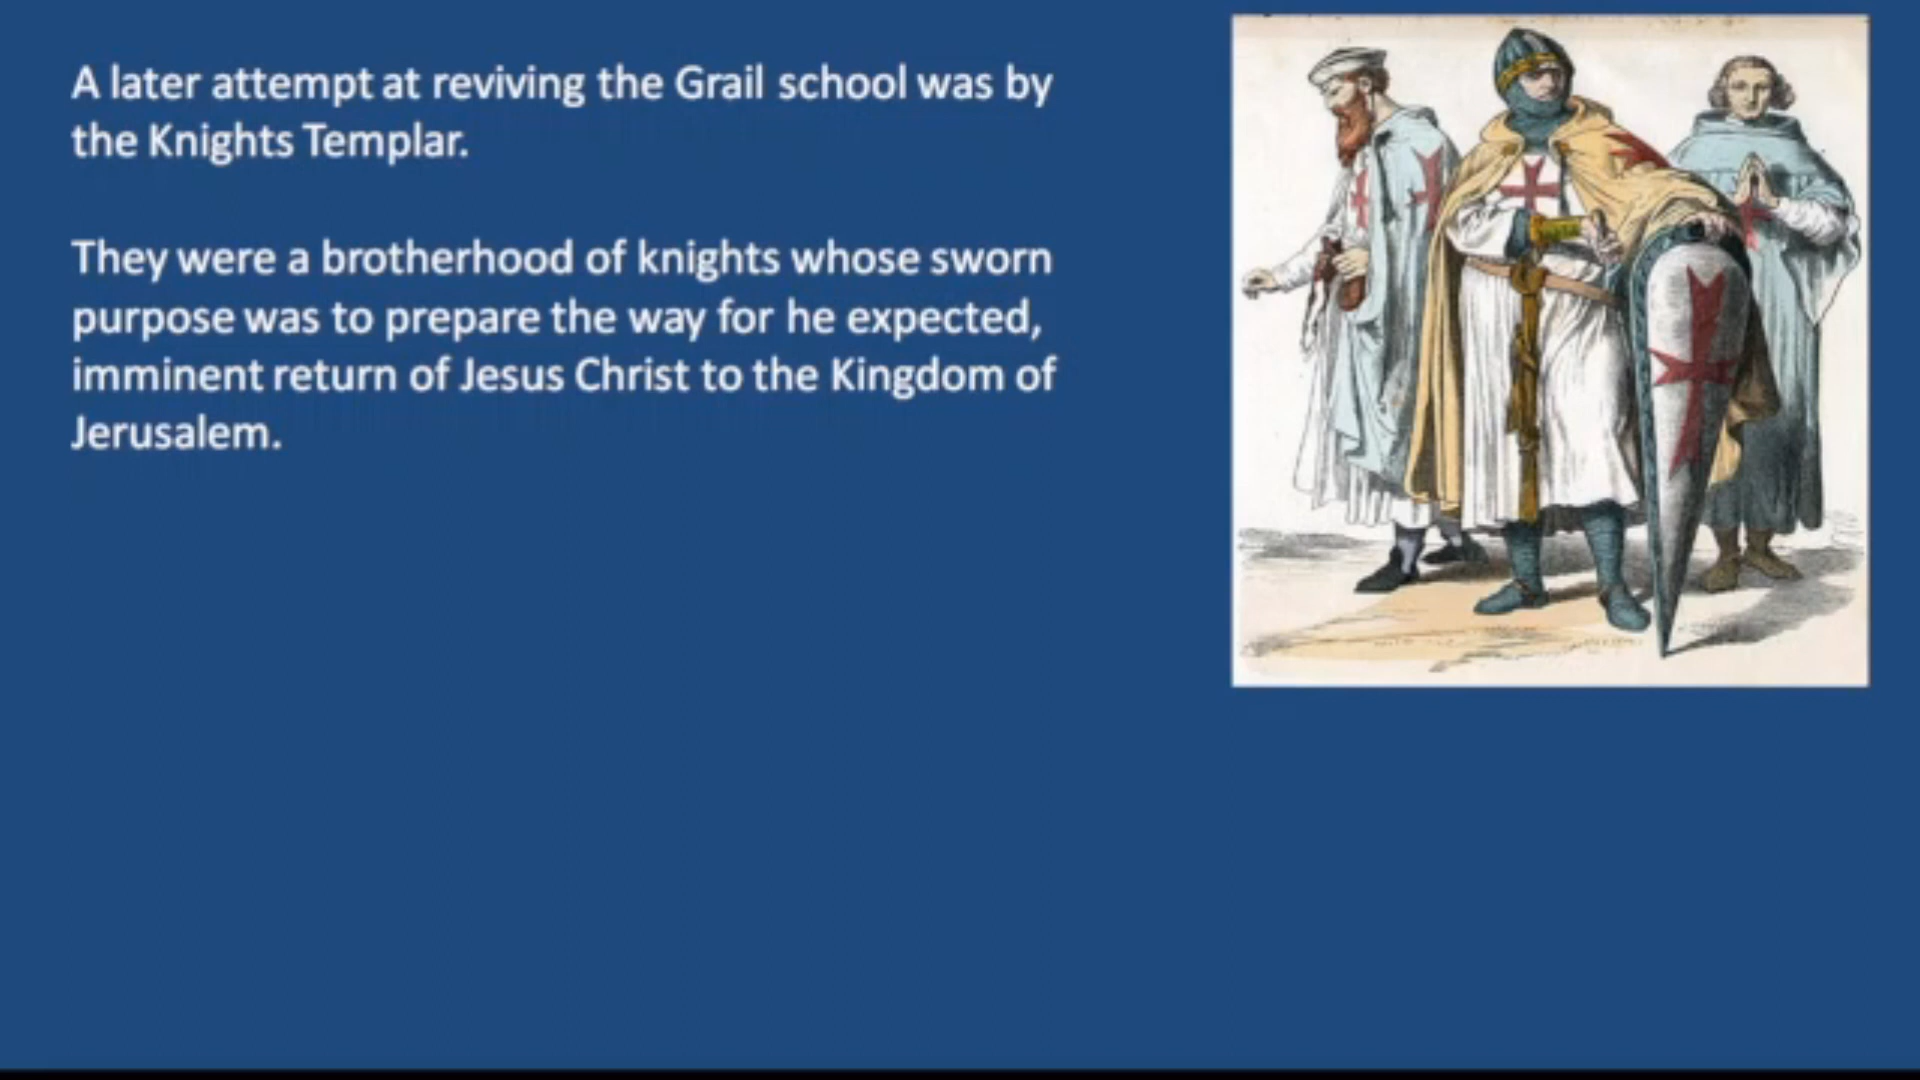 A later attempt at reviving the Grail school was by
the Knights Templar.
They were a brotherhood of knights whose sworn
purpose was to prepare the way for he expected,
imminent return of Jesus Christ to the Kingdom of
Jerusalem.